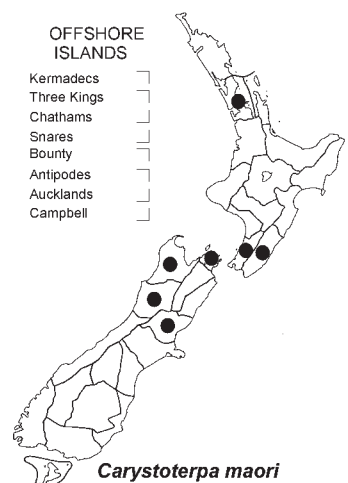 OFFSHORE
ISLANDS
Kermadecs
Three Kings
Chathams
Snares
Bounty
Antipodes
Aucklands
Campbell
Carystoterpa maori